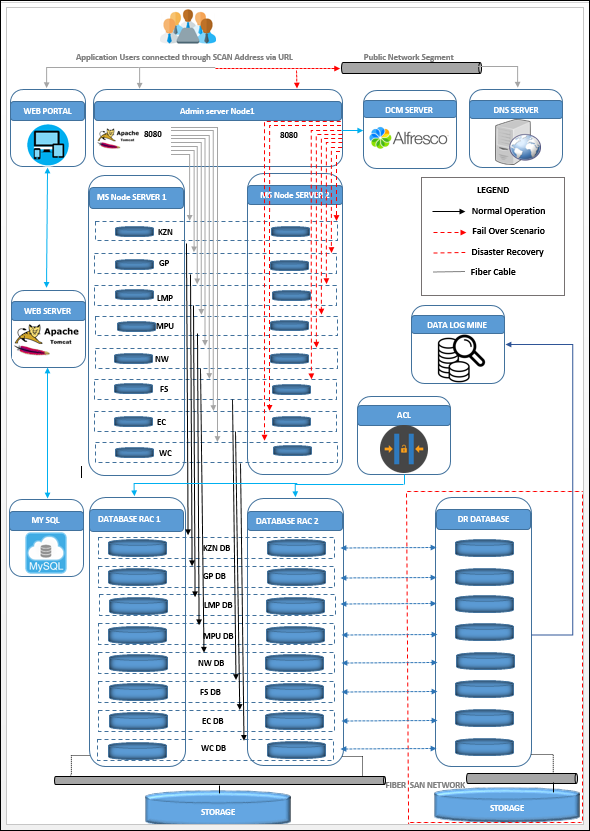 Application Users connected through SCAN Address via URL
Public Network Segment
WEB PORTAL
Admin server Node1
DCM SERVER
DNS SERVER
Apache
Tomcat
8080
8080
Alfresco
MS Node SERVER 1
MS Node SERVER 2
LEGEND
Normal Operation
Fail Over Scenario
Disaster Recovery
Fiber Cable
KZN
GP
LMP
MPU
NW
FS
EC
WC
WEB SERVER
Apache
Tomcat
DATA LOG MINE
ACL
MY SQL
MySQL
DATABASE RAC 1
DATABASE RAC 2
DR DATABASE
KZN DB
GP DB
LMP DB
MPU DB
NW DB
FS DB
EC DB
WC DB
FIBER SAN NETWORK
STORAGE
STORAGE